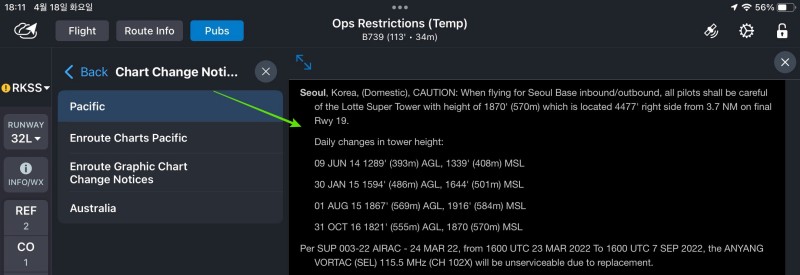 18:11 4월 18일 화요일
56%
Flight
Route Info
Pubs
Ops Restrictions (Temp)
B739 (113' • 34m)
RKSS
RUNWAY
32L
INFO/WX
REF
2
CO
1
Back
Chart Change Noti...
Pacific
Enroute Charts Pacific
Enroute Graphic Chart
Change Notices
Australia
Seoul, Korea, (Domestic), CAUTION: When flying for Seoul Base inbound/outbound, all pilots shall be careful
of the Lotte Super Tower with height of 1870' (570m) which is located 4477' right side from 3.7 NM on final
Rwy 19.
Daily changes in tower height:
09 JUN 14 1289' (393m) AGL, 1339' (408m) MSL
30 JAN 15 1594' (486m) AGL, 1644' (501m) MSL
01 AUG 15 1867' (569m) AGL, 1916' (584m) MSL
31 OCT 16 1821' (555m) AGL, 1870 (570m) MSL
Per SUP 003-22 AIRAC - 24 MAR 22, from 1600 UTC 23 MAR 2022 To 1600 UTC 7 SEP 2022, the ANYANG
VORTAC (SEL) 115.5 MHz (CH 102X) will be unserviceable due to replacement.